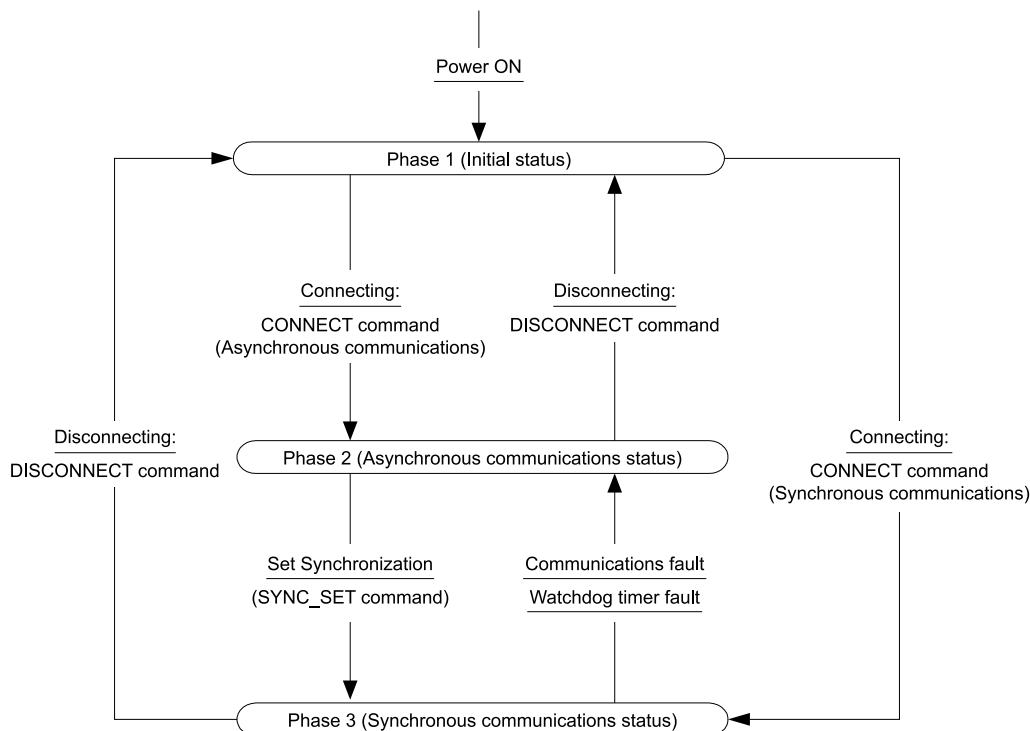 Power ON
Phase 1 (Initial status)
Connecting:
CONNECT command
(Asynchronous communications)
Disconnecting:
DISCONNECT command
Disconnecting:
DISCONNECT command
Phase 2 (Asynchronous communications status)
Connecting:
CONNECT command
(Synchronous communications)
Set Synchronization
(SYNC_SET command)
Communications fault
Watchdog timer fault
Phase 3 (Synchronous communications status)